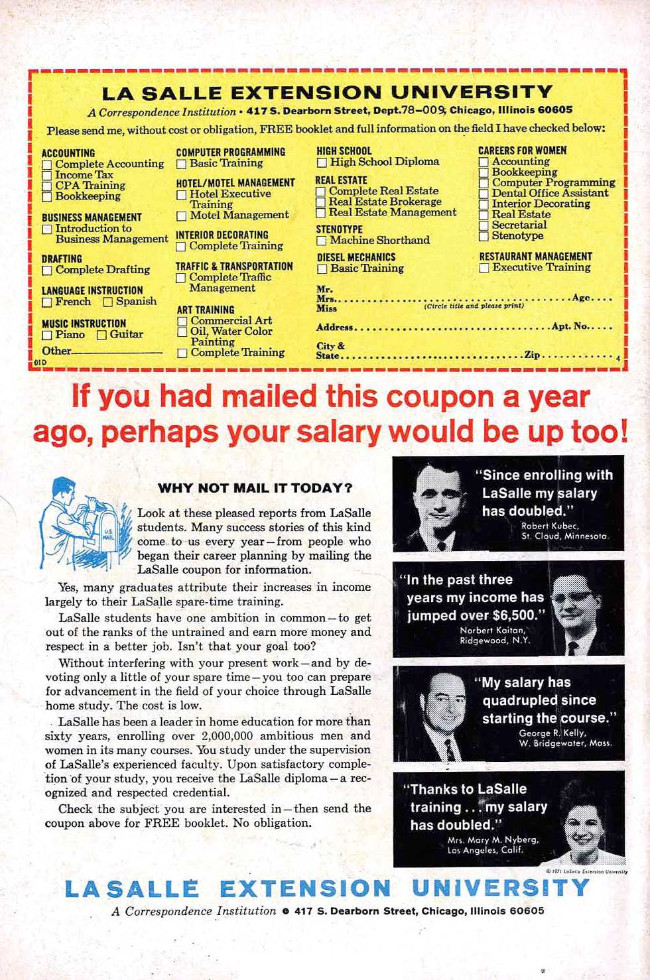 LA SALLE EXTENSION UNIVERSITY
A Correspondence Institution • 417 S. Dearborn Street, Dept.78-009, Chicago, Illinois 60605
Please send me, without cost or obligation, FREE booklet and full information on the field I have checked below:
ACCOUNTING
Complete Accounting
Income Tax
CPA Training
Bookkeeping
BUSINESS MANAGEMENT
Introduction to
Business Management
DRAFTING
Complete Drafting
LANGUAGE INSTRUCTION
French Spanish
MUSIC INSTRUCTION
Piano Guitar
Other
01D
COMPUTER PROGRAMMING
Basic Training
HOTEL/MOTEL MANAGEMENT
Hotel Executive
Training
Motel Management
INTERIOR DECORATING
Complete Training
TRAFFIC & TRANSPORTATION
Complete Traffic
Management
ART TRAINING
Commercial Art
Oil, Water Color
Painting
Complete Training
HIGH SCHOOL
High School Diploma
REAL ESTATE
Complete Real Estate
Real Estate Brokerage
Real Estate Management
STENOTYPE
Machine Shorthand
DIESEL MECHANICS
Basic Training
CAREERS FOR WOMEN
Accounting
Bookkeeping
Computer Programming
Dental Office Assistant
Interior Decorating
Real Estate
Secretarial
Stenotype
RESTAURANT MANAGEMENT
Executive Training
Mr.
Mrs. Age
Miss (Circle title and please print)
Address Apt. No.
City &
State Zip 4
If you had mailed this coupon a year
ago, perhaps your salary would be up too!
WHY NOT MAIL IT TODAY?
U.S. MAIL
Look at these pleased reports from LaSalle
students. Many success stories of this kind
come to us every year—from people who
began their career planning by mailing the
LaSalle coupon for information.
Yes, many graduates attribute their increases in income
largely to their LaSalle spare-time training.
LaSalle students have one ambition in common—to get
out of the ranks of the untrained and earn more money and
respect in a better job. Isn't that your goal too?
Without interfering with your present work—and by de-
voting only a little of your spare time—you too can prepare
for advancement in the field of your choice through LaSalle
home study. The cost is low.
LaSalle has been a leader in home education for more than
sixty years, enrolling over 2,000,000 ambitious men and
women in its many courses. You study under the supervision
of LaSalle's experienced faculty. Upon satisfactory comple-
tion of your study, you receive the LaSalle diploma—a rec-
ognized and respected credential.
Check the subject you are interested in—then send the
coupon above for FREE booklet. No obligation.
"Since enrolling with
LaSalle my salary
has doubled."
Robert Kubec,
St. Cloud, Minnesota.
"In the past three
years my income has
jumped over $6,500."
Norbert Kaitan,
Ridgewood, N.Y.
"My salary has
quadrupled since
starting the course."
George R. Kelly,
W. Bridgewater, Mass.
"Thanks to LaSalle
training ... my salary
has doubled."
Mrs. Mary M. Nyberg,
Los Angeles, Calif.
© 1971 LaSalle Extension University
LA SALLE EXTENSION UNIVERSITY
A Correspondence Institution • 417 S. Dearborn Street, Chicago, Illinois 60605